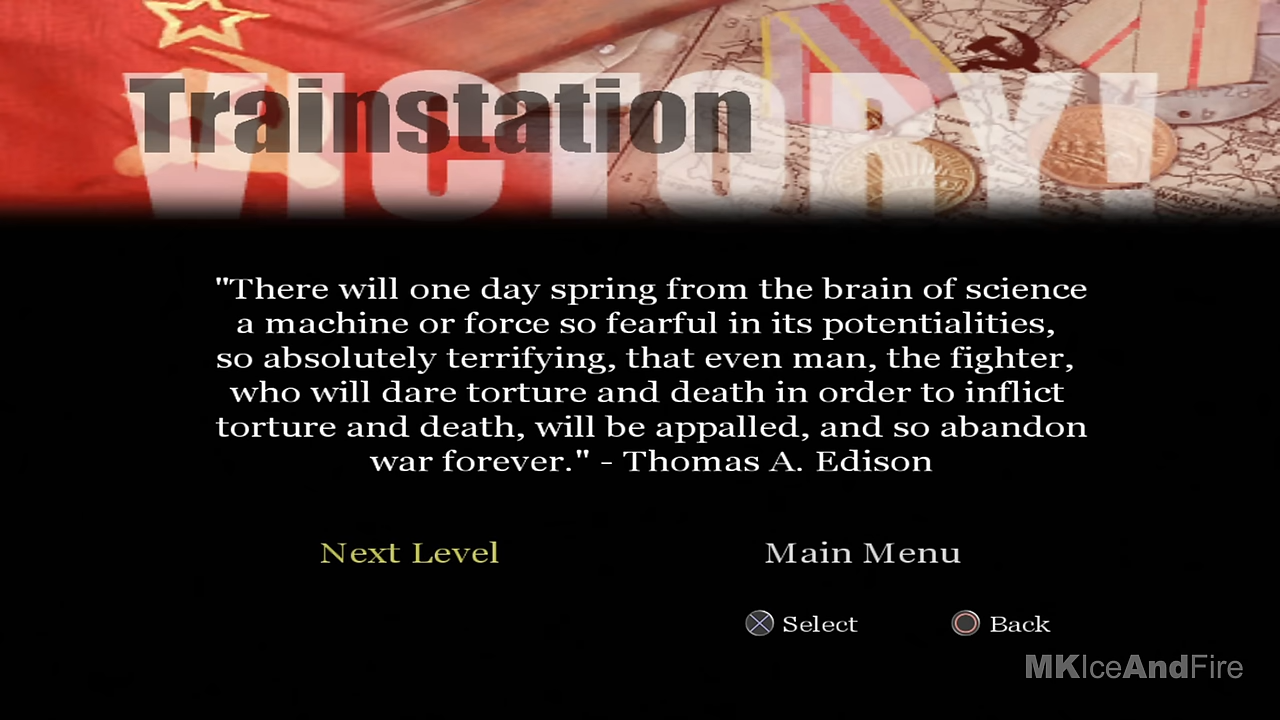 VICTORY!
Trainstation
WARSZAWA
"There will one day spring from the brain of science
a machine or force so fearful in its potentialities,
so absolutely terrifying, that even man, the fighter,
who will dare torture and death in order to inflict
torture and death, will be appalled, and so abandon
war forever." - Thomas A. Edison
Next Level
Main Menu
Select
Back
MKIceAndFire